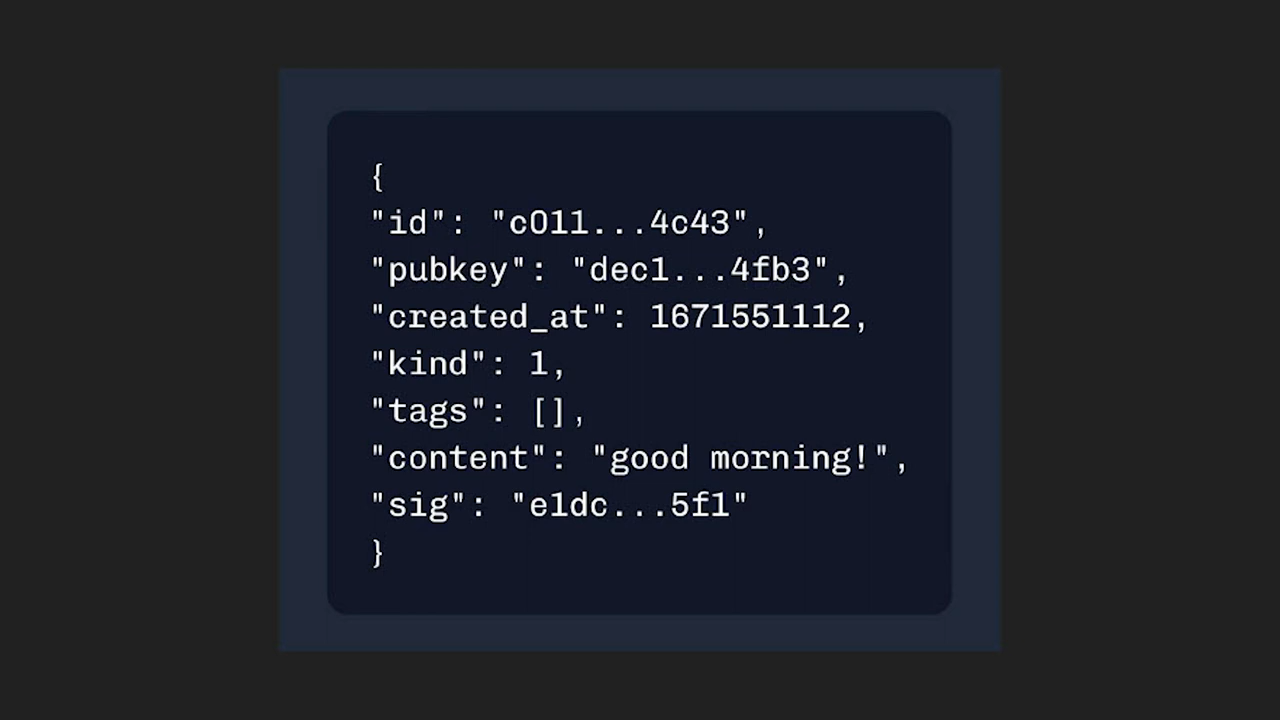 {
"id": "c011...4c43",
"pubkey": "dec1...4fb3",
"created_at": 1671551112,
"kind": 1,
"tags": [],
"content": "good morning!",
"sig": "e1dc...5f1"
}